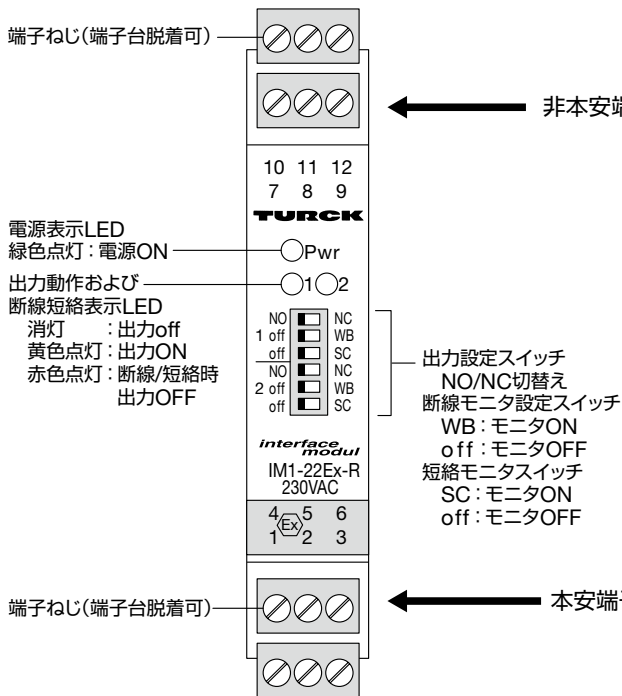 端子ねじ(端子台脱着可)
非本安端
10 11 12
7 8 9
TURCK
電源表示LED
緑色点灯：電源ON
Pwr
出力動作および
断線短絡表示LED
消灯　　：出力off
黄色点灯：出力ON
赤色点灯：断線/短絡時
出力OFF
1 2
NO NC
1 off WB
off SC
NO NC
2 off WB
off SC
出力設定スイッチ
NO/NC切替え
断線モニタ設定スイッチ
WB：モニタON
off：モニタOFF
短絡モニタスイッチ
SC：モニタON
off：モニタOFF
interface
modul
IM1-22Ex-R
230VAC
4 5 6
Ex
1 2 3
端子ねじ(端子台脱着可)
本安端